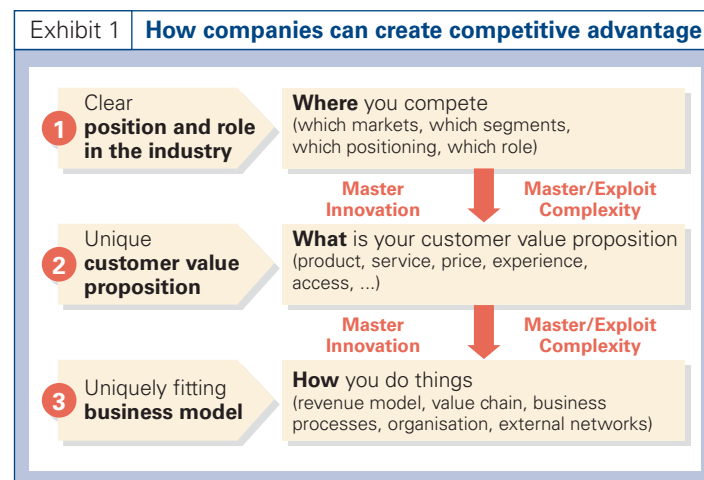 Exhibit 1
How companies can create competitive advantage
1
Clear
position and role
in the industry
Where you compete
(which markets, which segments,
which positioning, which role)
Master
Innovation
Master/Exploit
Complexity
2
Unique
customer value
proposition
What is your customer value proposition
(product, service, price, experience,
access, ...)
Master
Innovation
Master/Exploit
Complexity
3
Uniquely fitting
business model
How you do things
(revenue model, value chain, business
processes, organisation, external networks)